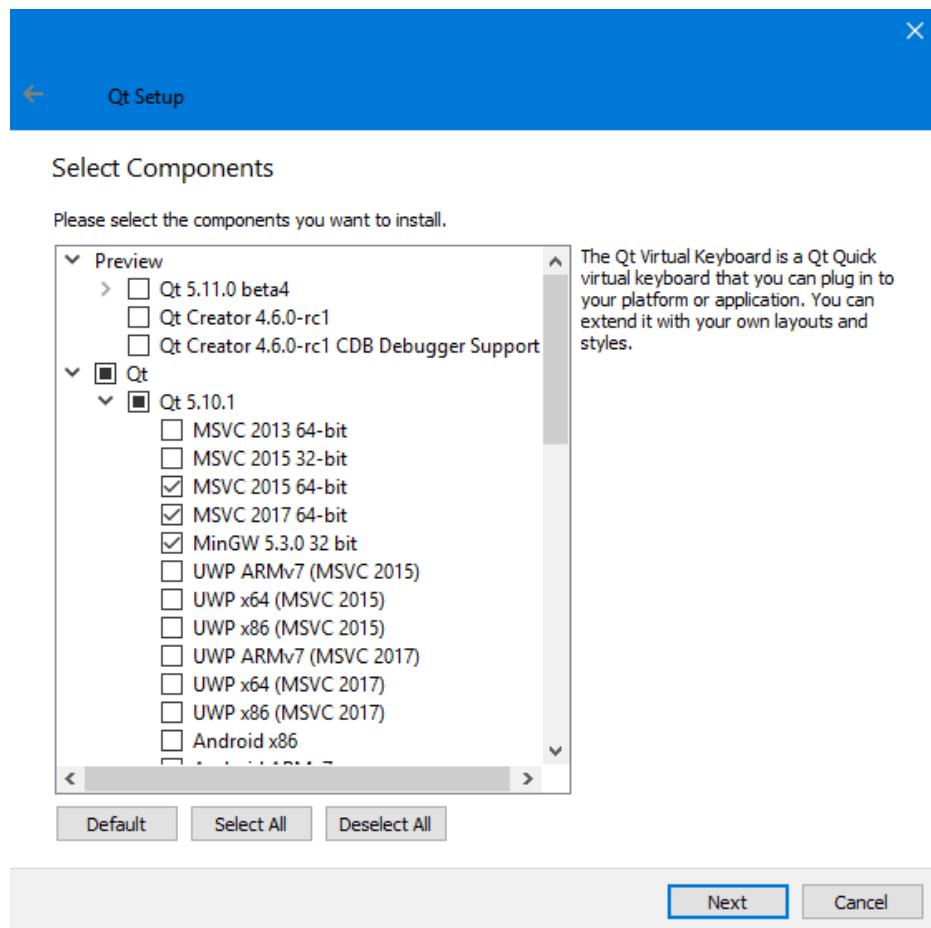 Qt Setup
Select Components
Please select the components you want to install.
Preview
Qt 5.11.0 beta4
Qt Creator 4.6.0-rc1
Qt Creator 4.6.0-rc1 CDB Debugger Support
Qt
Qt 5.10.1
MSVC 2013 64-bit
MSVC 2015 32-bit
MSVC 2015 64-bit
MSVC 2017 64-bit
MinGW 5.3.0 32 bit
UWP ARMv7 (MSVC 2015)
UWP x64 (MSVC 2015)
UWP x86 (MSVC 2015)
UWP ARMv7 (MSVC 2017)
UWP x64 (MSVC 2017)
UWP x86 (MSVC 2017)
Android x86
The Qt Virtual Keyboard is a Qt Quick
virtual keyboard that you can plug in to
your platform or application. You can
extend it with your own layouts and
styles.
Default
Select All
Deselect All
Next
Cancel